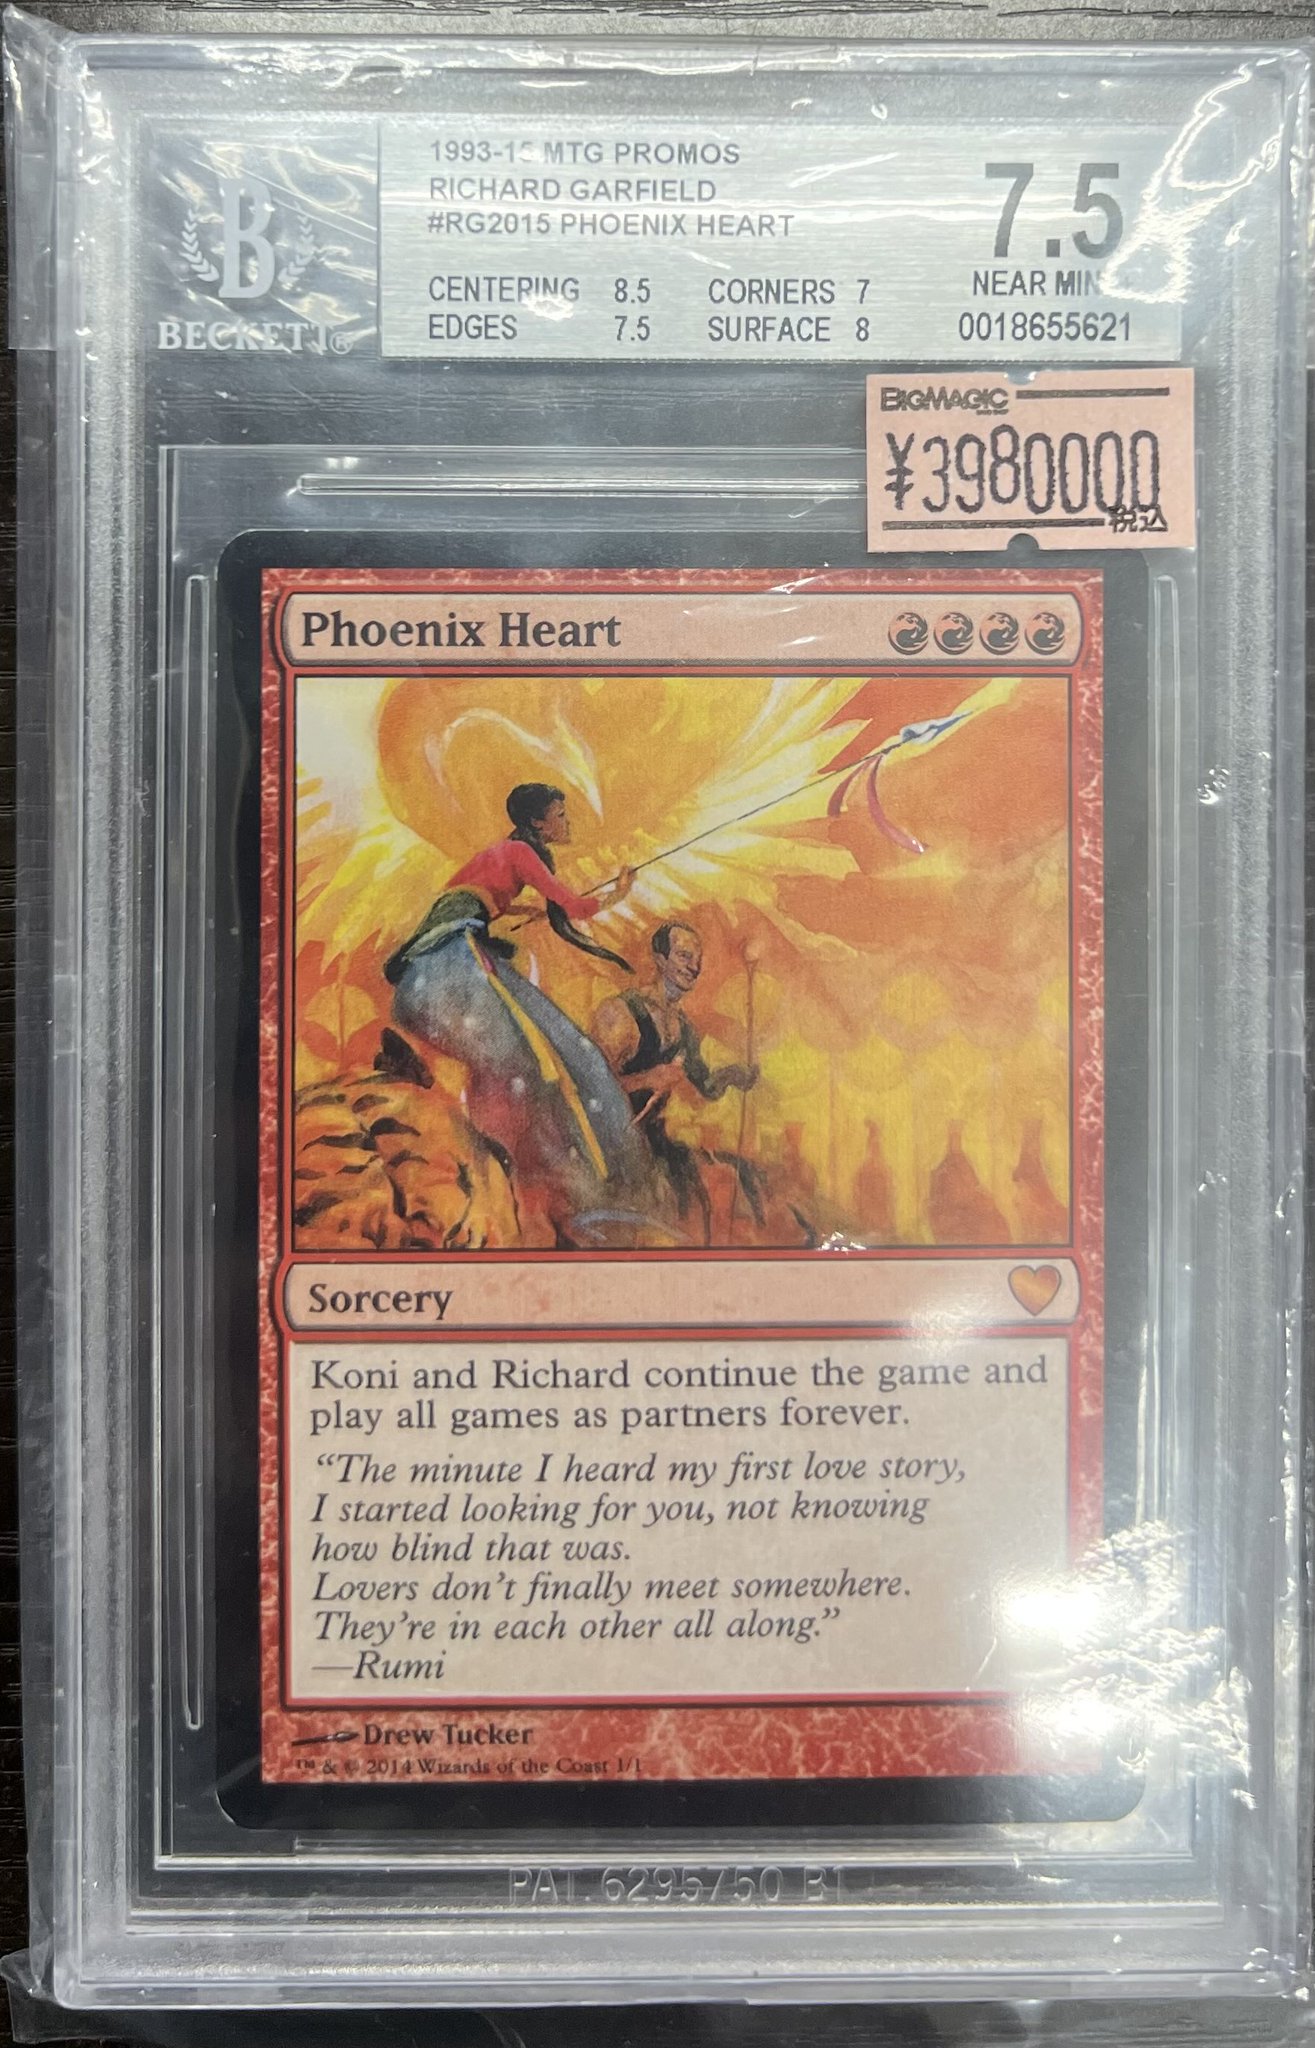 1993-15 MTG PROMOS
RICHARD GARFIELD
#RG2015 PHOENIX HEART
7.5
NEAR MINT+
CENTERING 8.5 CORNERS 7
EDGES 7.5 SURFACE 8
0018655621
B
BECKETT®
BIGMAGIC
¥3980000
税込
Phoenix Heart
Sorcery
Koni and Richard continue the game and
play all games as partners forever.
“The minute I heard my first love story,
I started looking for you, not knowing
how blind that was.
Lovers don’t finally meet somewhere.
They’re in each other all along.”
—Rumi
Drew Tucker
™ & © 2014 Wizards of the Coast 1/1
PAT. 6295750 B1